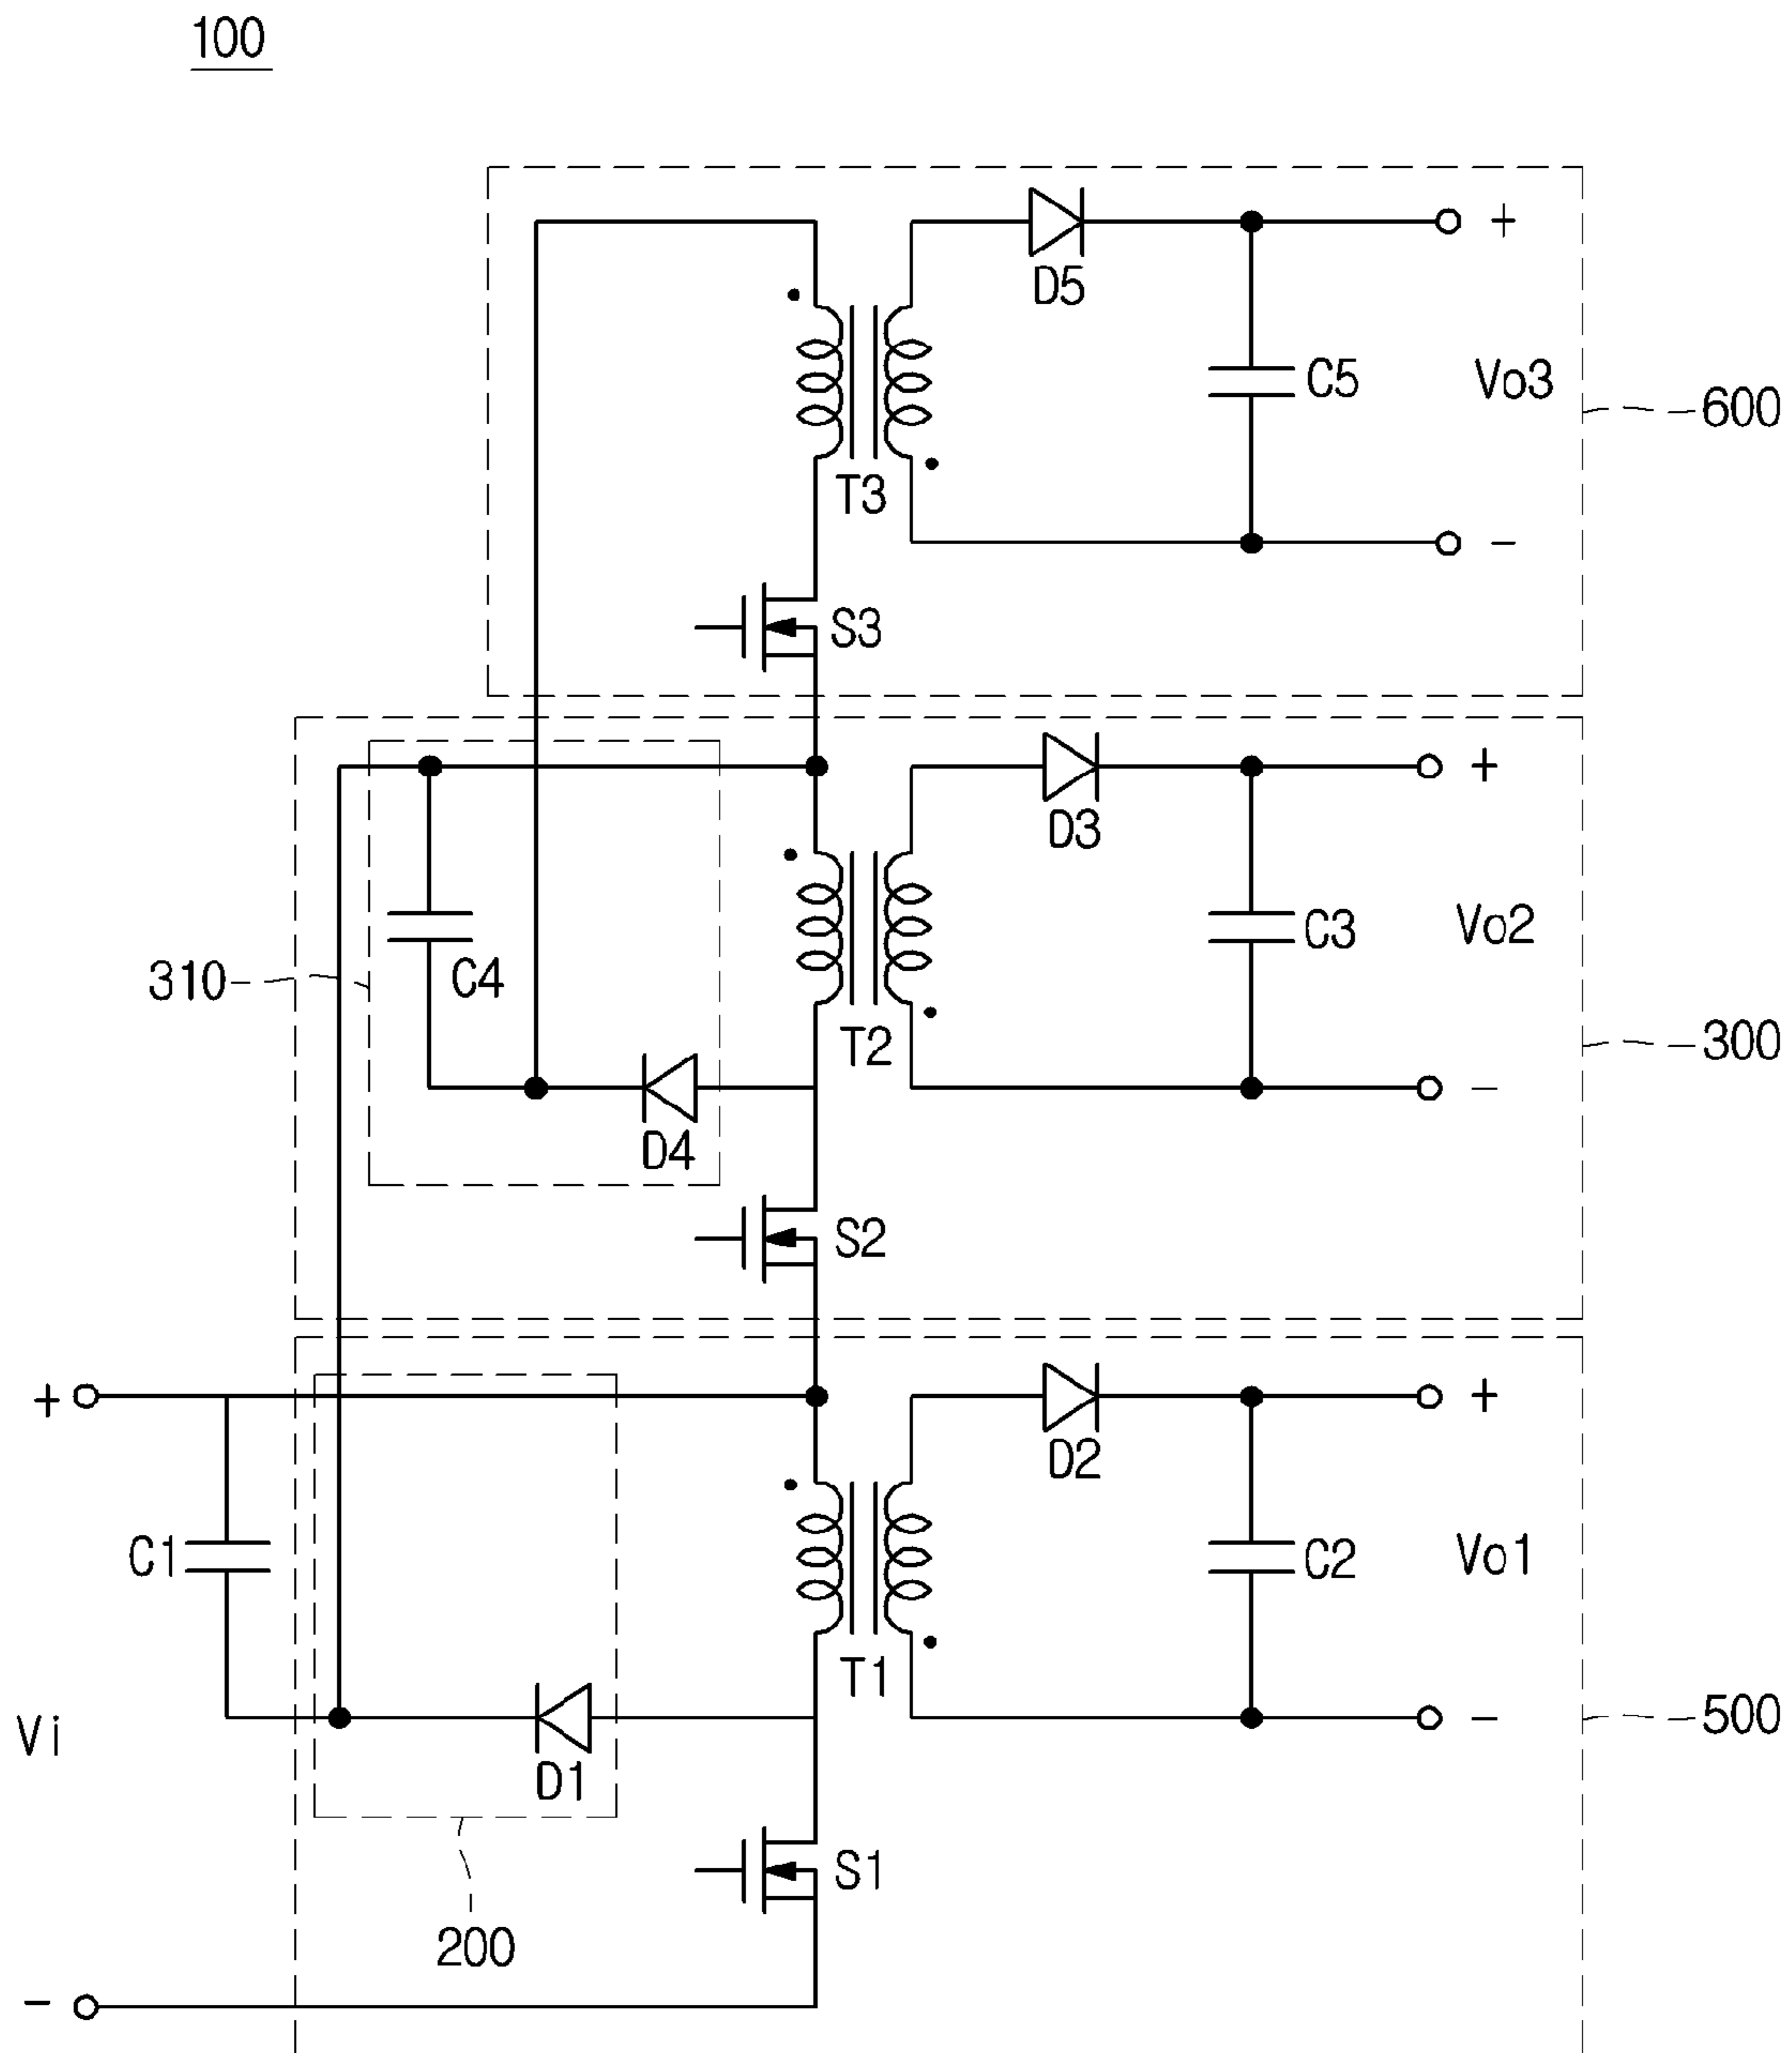 100
+
D5
C5
Vo3
600
T3
-
S3
+
D3
C4
C3
Vo2
310
T2
300
-
D4
S2
+
+
D2
C1
C2
Vo1
T1
Vi
-
500
D1
S1
200
-